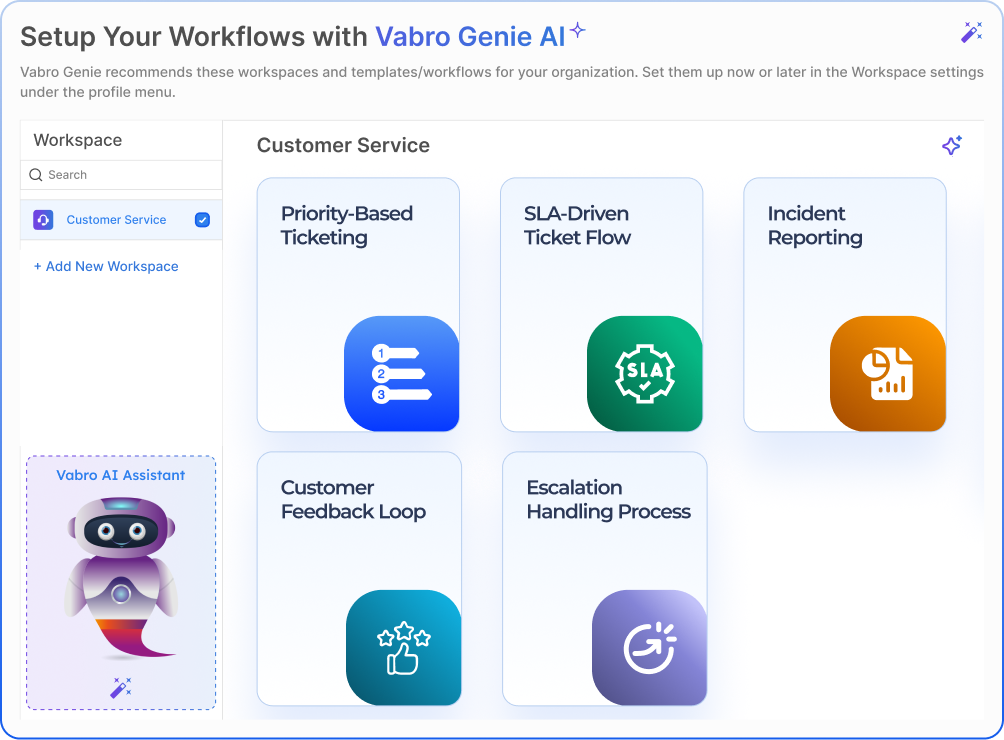 Setup Your Workflows with Vabro Genie AI
Vabro Genie recommends these workspaces and templates/workflows for your organization. Set them up now or later in the Workspace settings
under the profile menu.
Workspace
Search
Customer Service
+ Add New Workspace
Vabro AI Assistant
Customer Service
Priority-Based
Ticketing
1
2
3
SLA-Driven
Ticket Flow
SLA
Incident
Reporting
Customer
Feedback Loop
Escalation
Handling Process